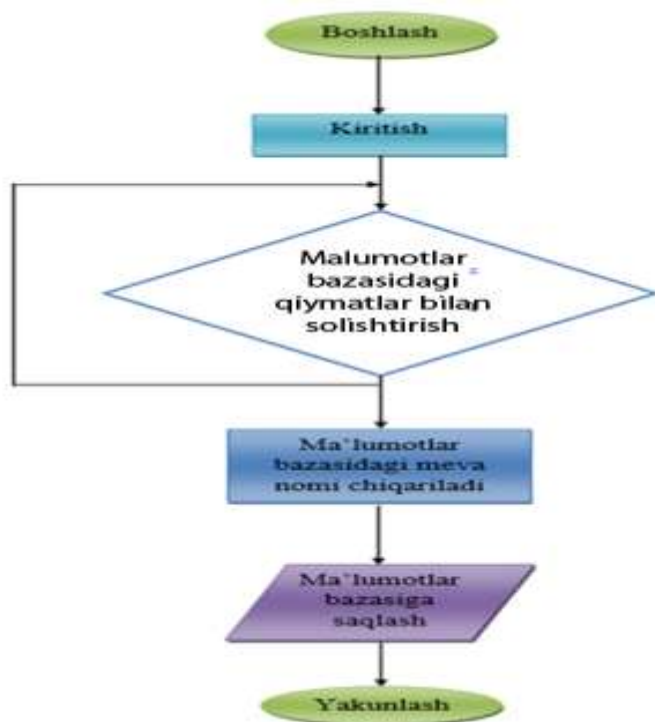 Boshlash
Kiritish
Malumotlar
bazasidagi
qiymatlar bilan
solishtirish
Ma`lumotlar
bazasidagi meva
nomi chiqariladi
Ma`lumotlar
bazasiga
saqlash
Yakunlash